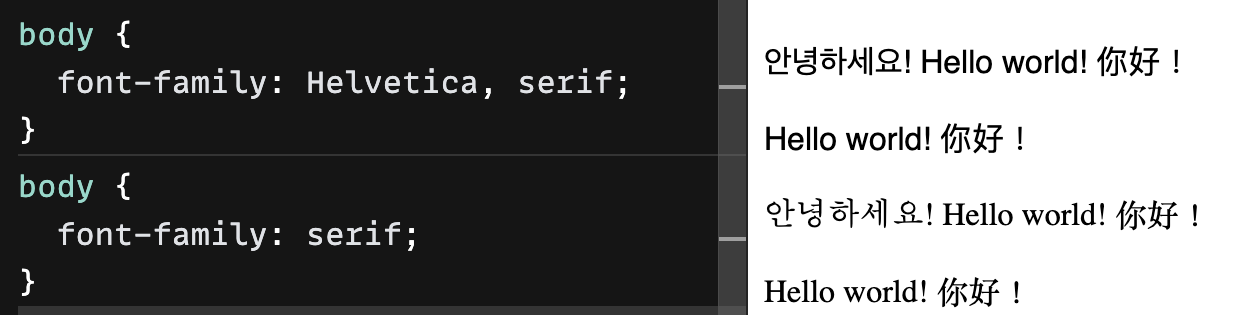 body {
  font-family: Helvetica, serif;
}
body {
  font-family: serif;
}
안녕하세요! Hello world! 你好！
Hello world! 你好！
안녕하세요! Hello world! 你好！
Hello world! 你好！